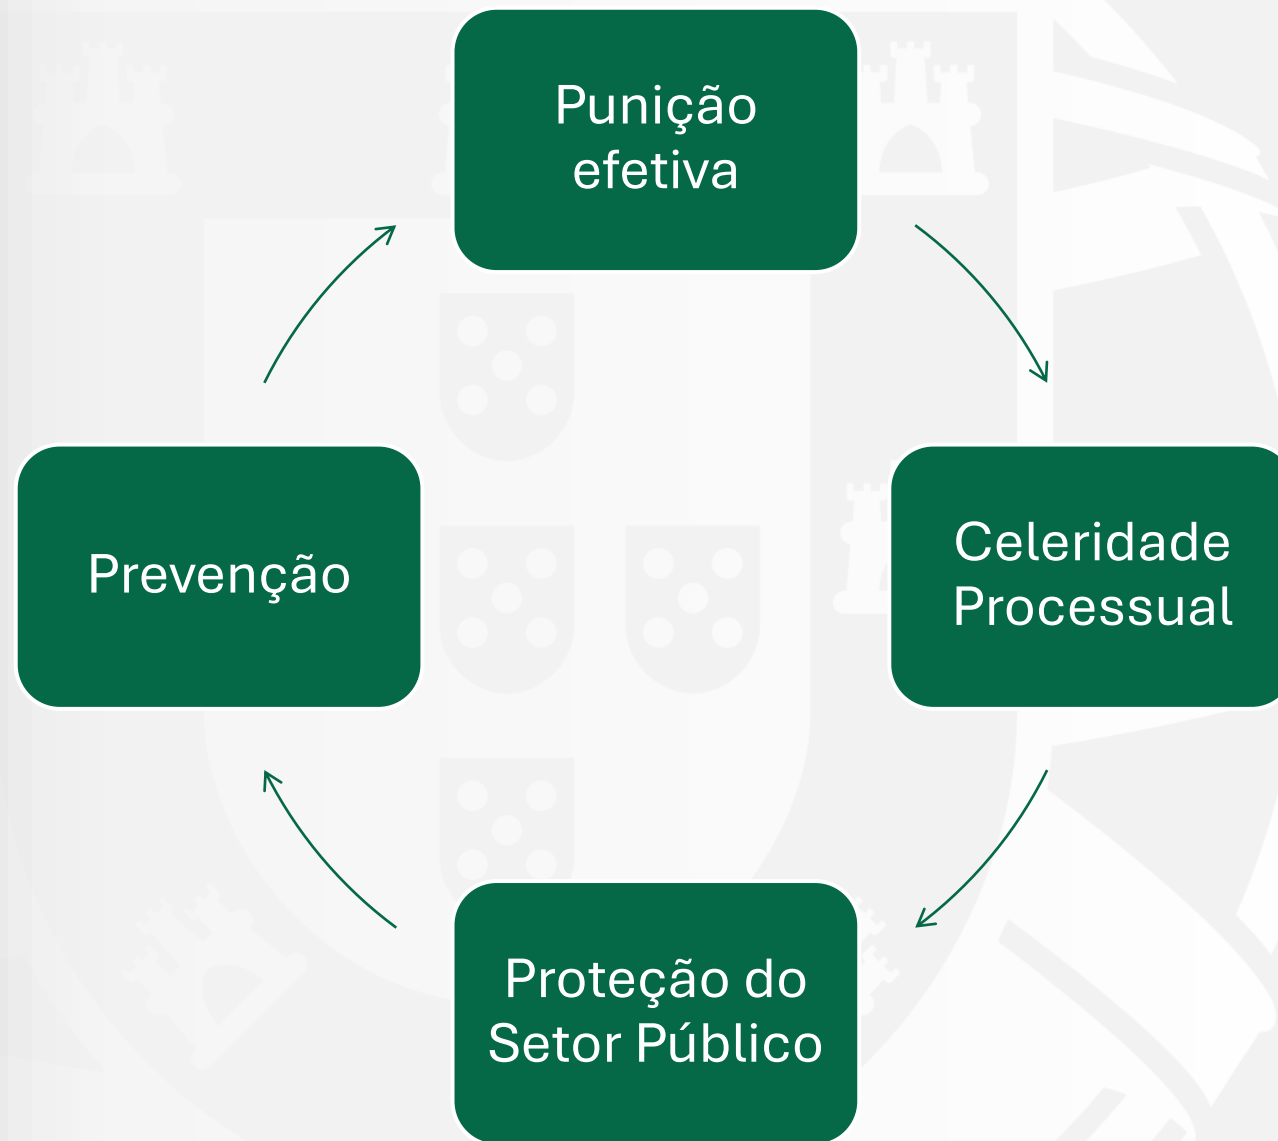 Punição
efetiva
Prevenção
Celeridade
Processual
Proteção do
Setor Público